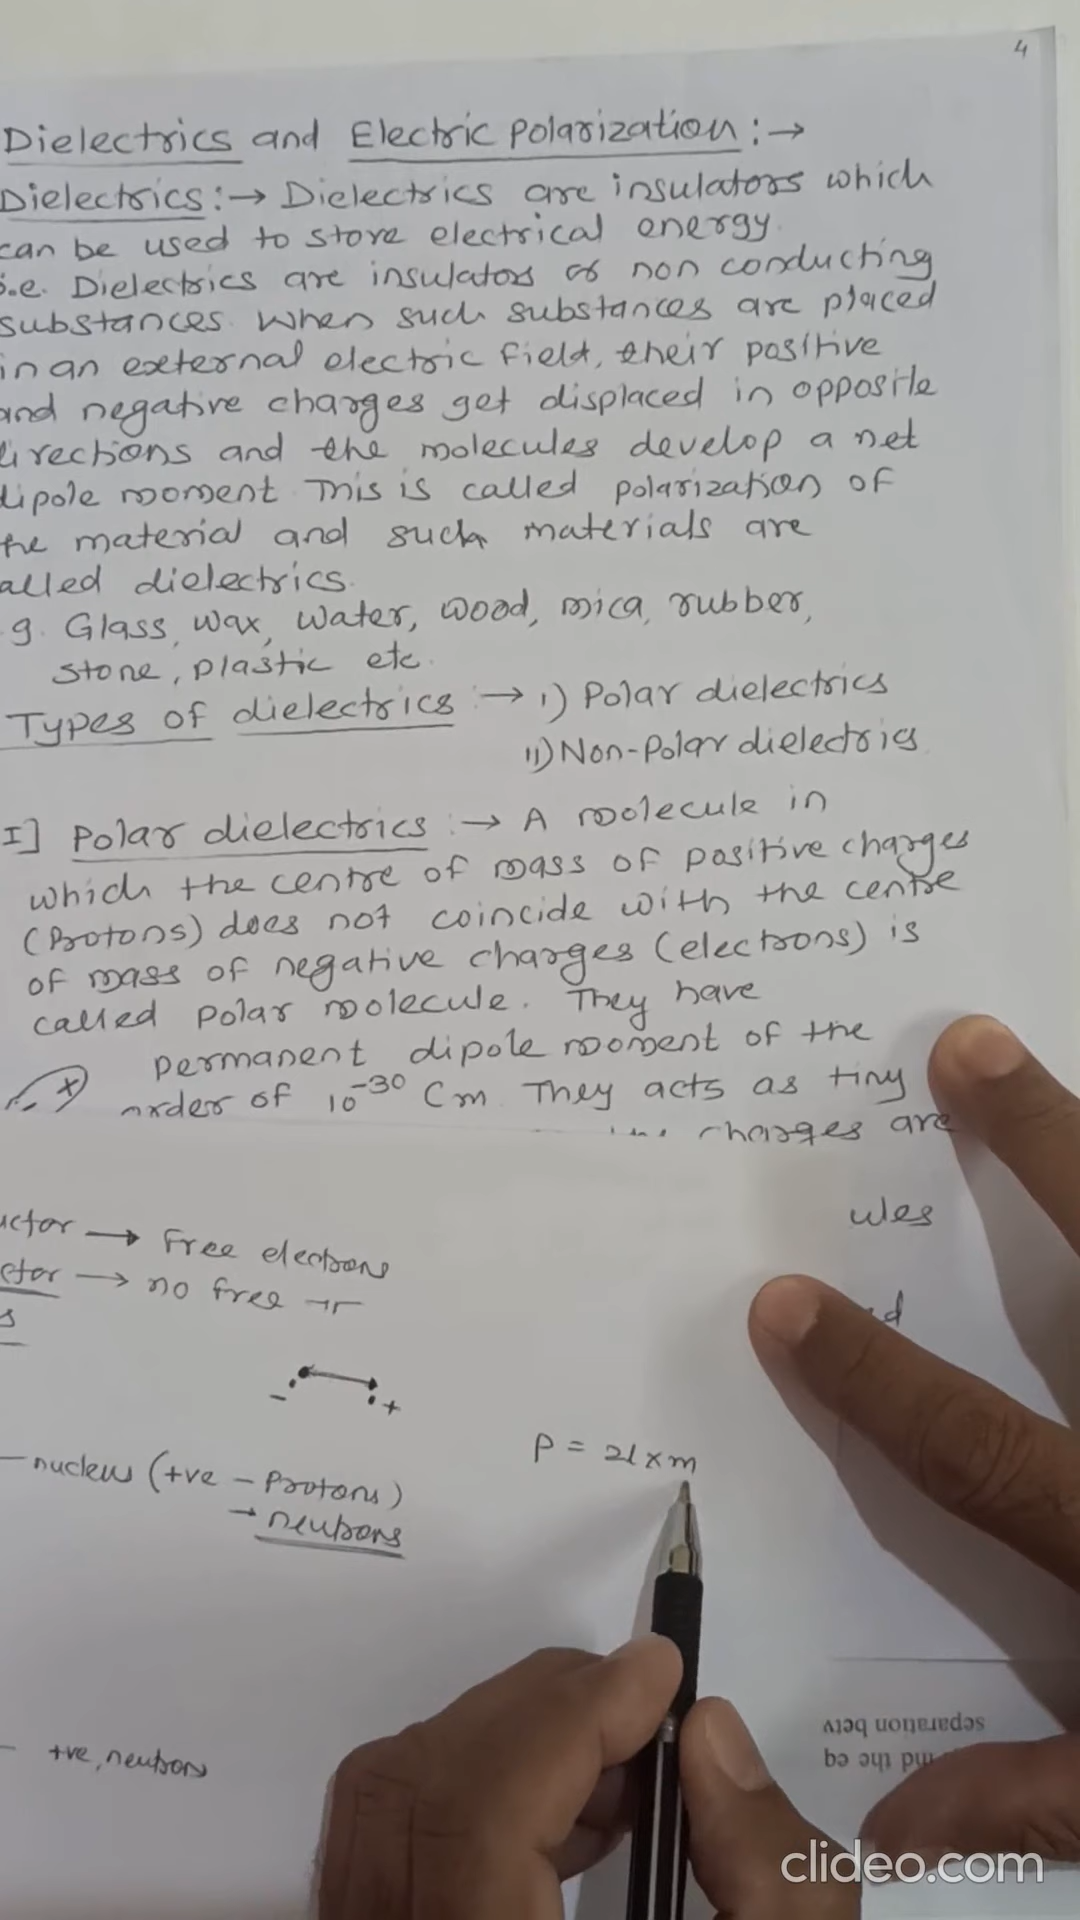 4
Dielectrics and Electric Polarization:→
Dielectrics:→ Dielectrics are insulators which
can be used to store electrical energy.
i.e. Dielectrics are insulators or non conducting
substances. When such substances are placed
in an external electric field, their positive
and negative charges get displaced in opposite
directions and the molecules develop a net
dipole moment. This is called polarization of
the material and such materials are
called dielectrics.
g. Glass, wax, water, wood, mica, rubber,
stone, plastic etc.
Types of dielectrics :→ i) Polar dielectrics
ii) Non-Polar dielectrics
I] Polar dielectrics :→ A molecule in
which the centre of mass of positive charges
(Protons) does not coincide with the centre
of mass of negative charges (electrons) is
called polar molecule. They have
permanent dipole moment of the
order of 10⁻³⁰ Cm. They acts as tiny
charges are
ules
uctor → Free electrons
ctor → no free
s
- +
P = 2l × m
nucleus (+ve - Protons)
→ neutrons
+ve, neutrons
separation betw
and the eq
clideo.com